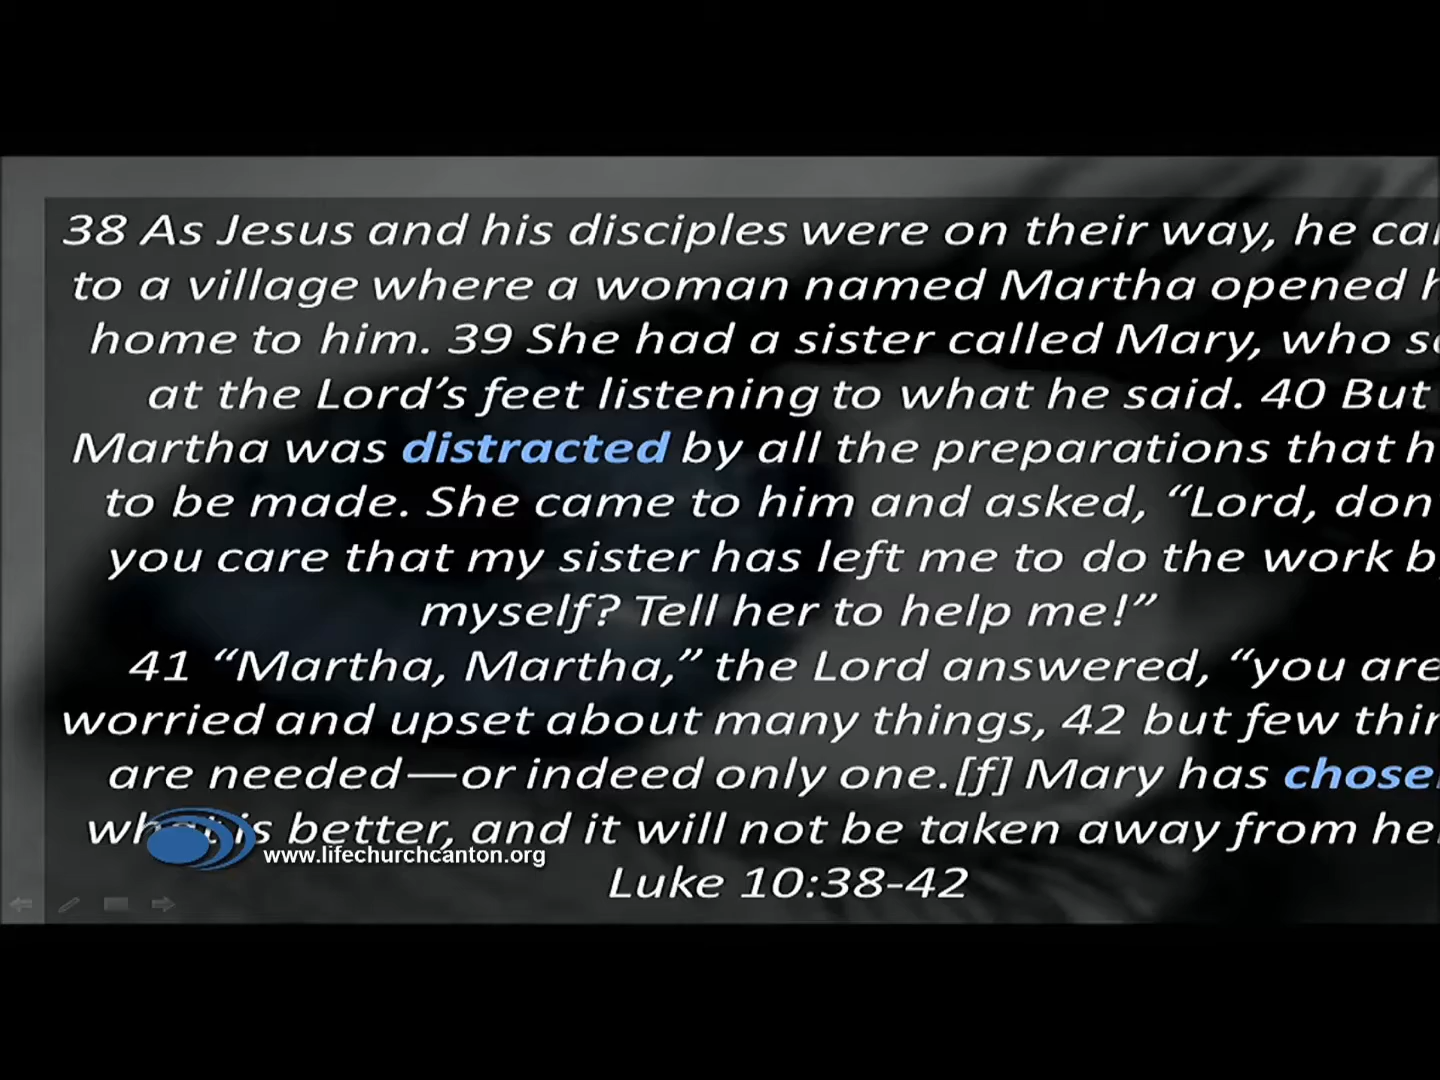 38 As Jesus and his disciples were on their way, he
to a village where a woman named Martha opened
home to him. 39 She had a sister called Mary, who
at the Lord’s feet listening to what he said. 40 But
Martha was distracted by all the preparations that
to be made. She came to him and asked, “Lord, don
you care that my sister has left me to do the work
myself? Tell her to help me!”
41 “Martha, Martha,” the Lord answered, “you are
worried and upset about many things, 42 but few
are needed—or indeed only one.[f] Mary has
what is better, and it will not be taken away from
www.lifechurchcanton.org
Luke 10:38-42